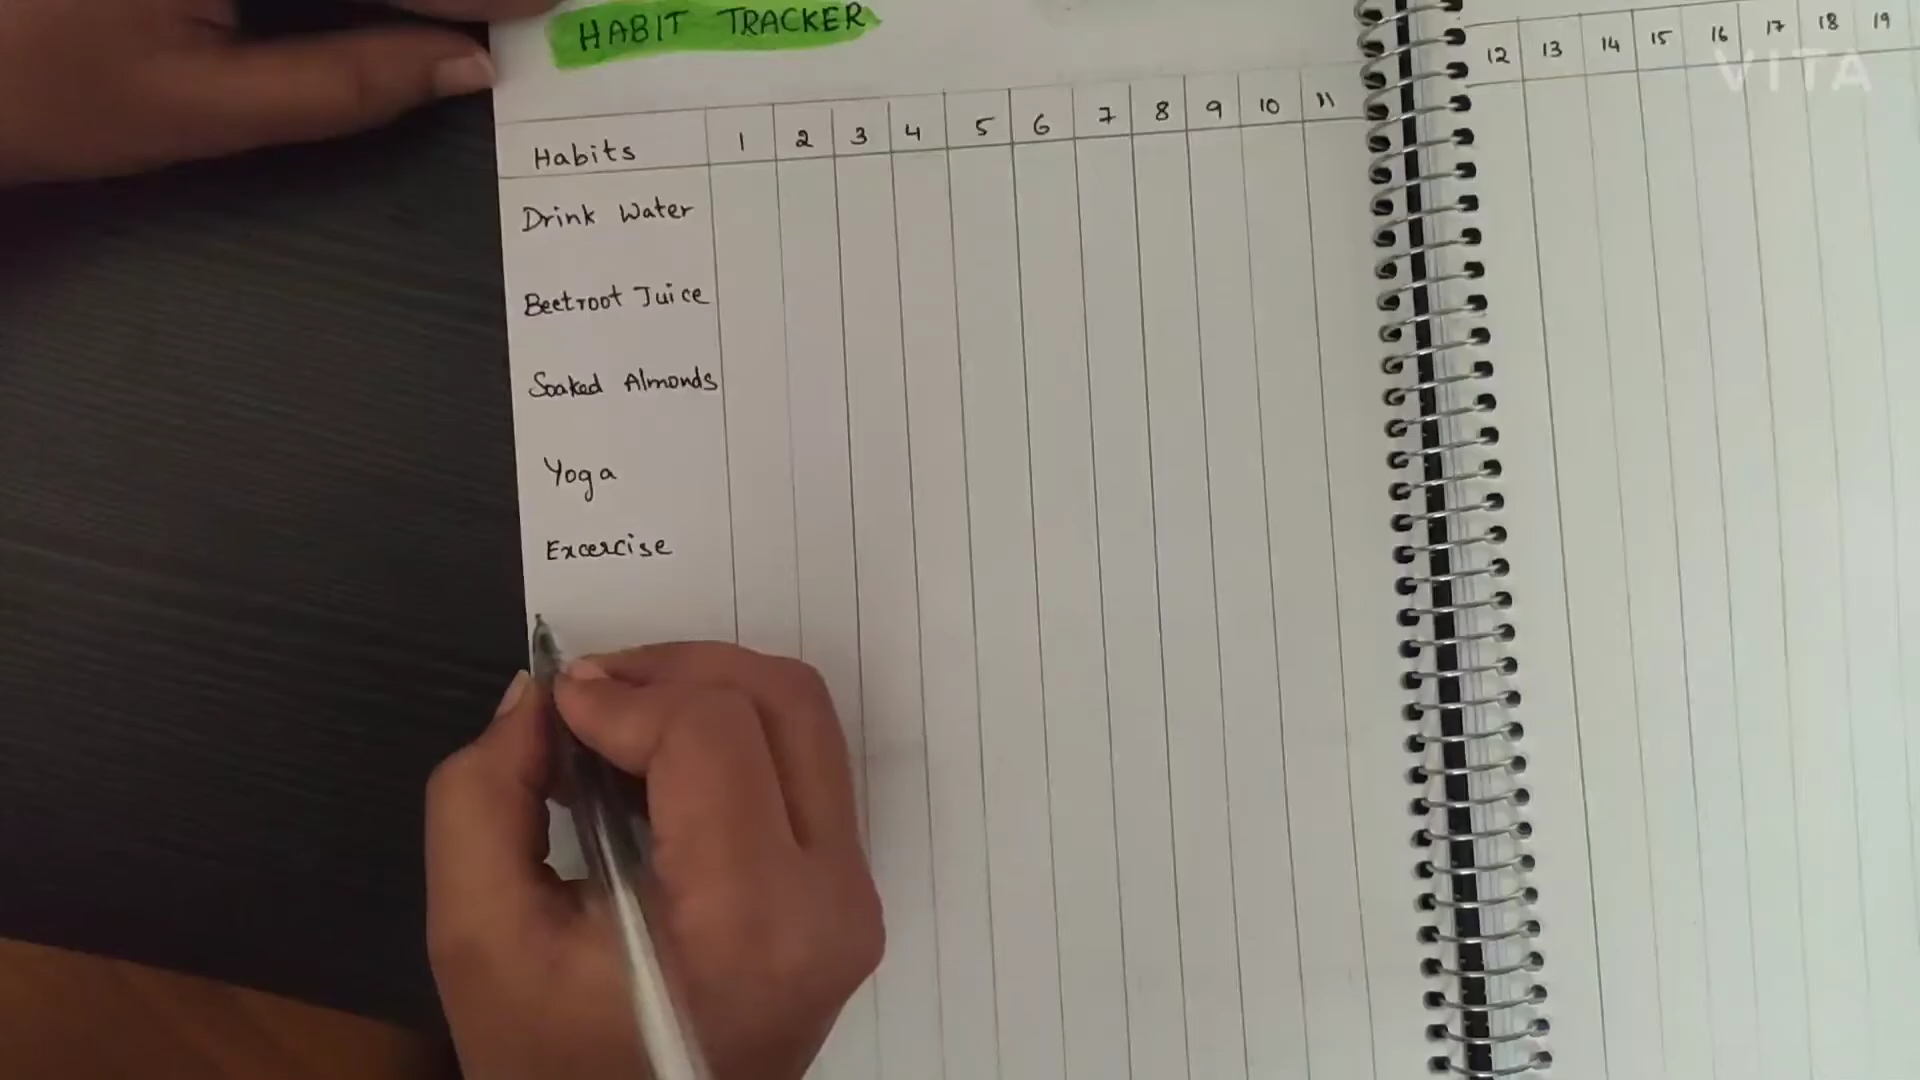 HABIT TRACKER
Habits 1 2 3 4 5 6 7 8 9 10 11 12 13 14 15 16 17 18 19
Drink Water
Beetroot Juice
Soaked Almonds
Yoga
Excercise
VITA